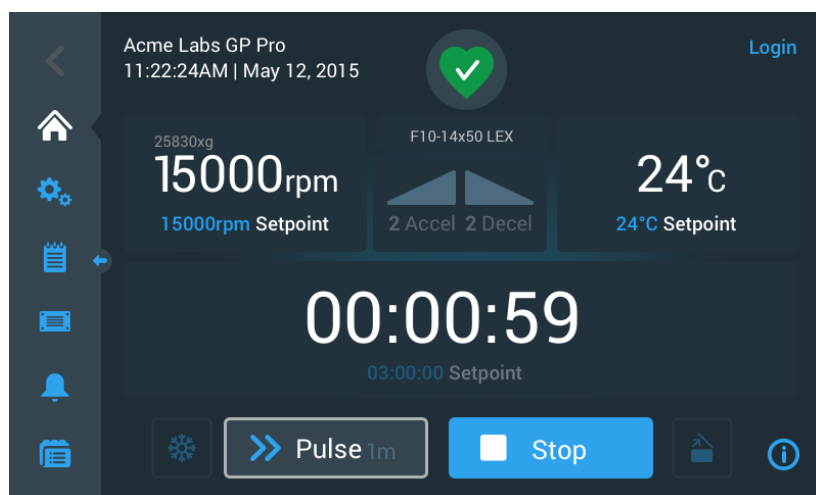 Acme Labs GP Pro
Login
11:22:24AM | May 12, 2015
25830xg
15000rpm
15000rpm Setpoint
F10-14x50 LEX
2 Accel 2 Decel
24°C
24°C Setpoint
00:00:59
03:00:00 Setpoint
Pulse 1m
Stop